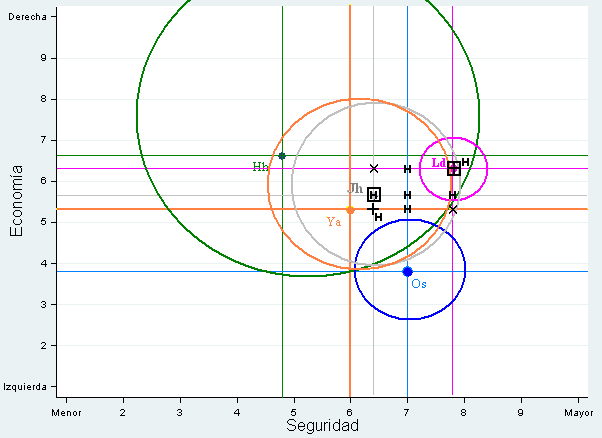 Derecha
9
8
7
6
5
4
3
2
Izquierda
Economía
Hh
Ld
H
H
Jh
H
H
H
H
H
Ya
Os
Menor
2
3
4
5
6
7
8
9
Mayor
Seguridad